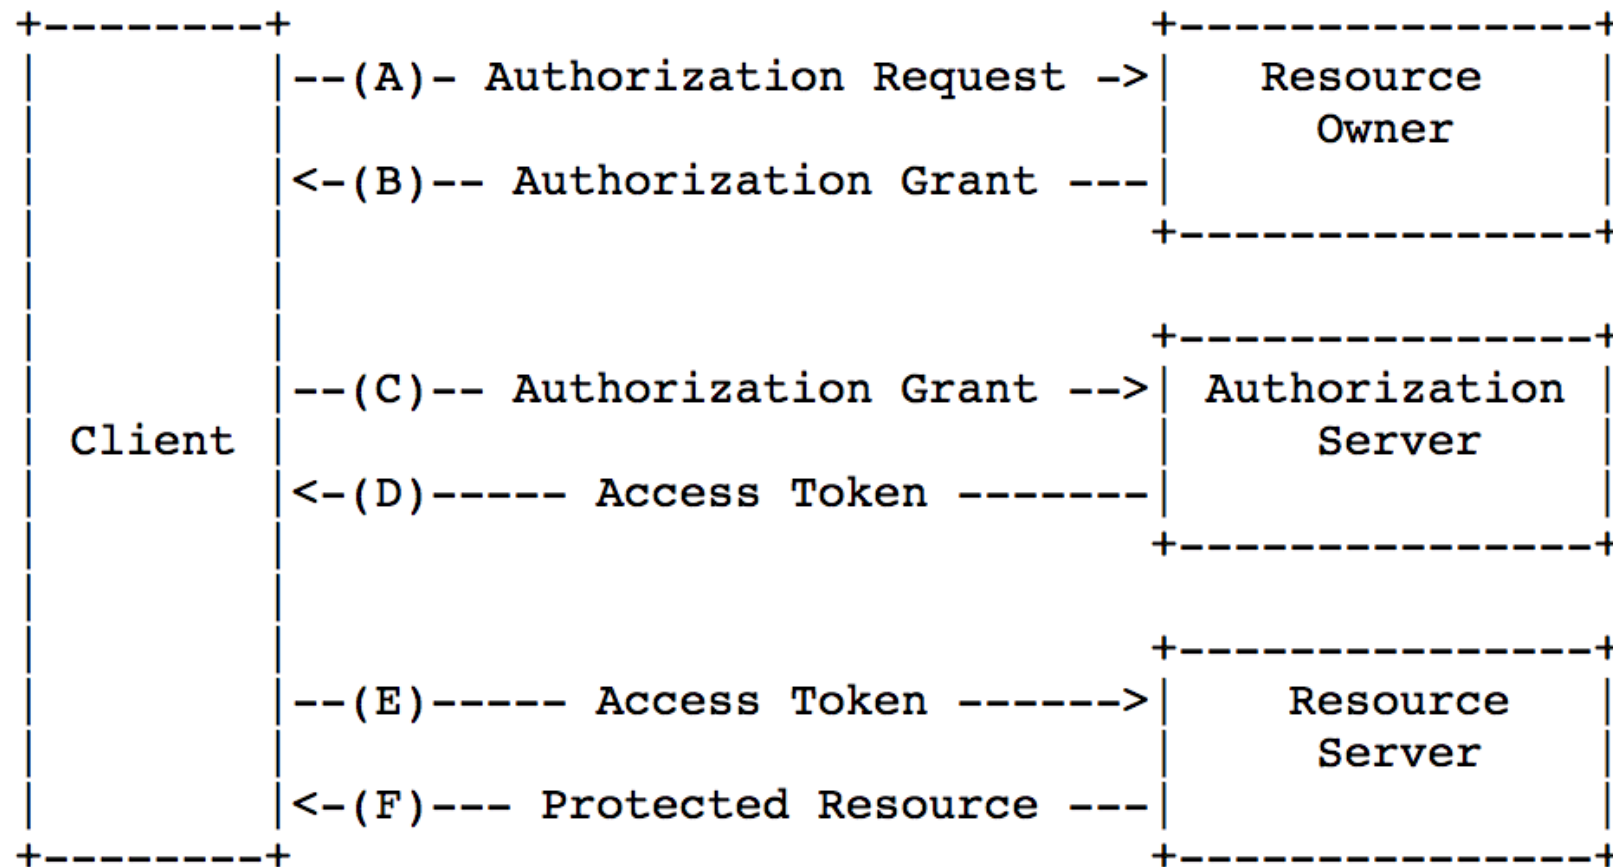 +--------+                               +---------------+
|        |--(A)- Authorization Request ->|   Resource    |
|        |                               |     Owner     |
|        |<-(B)-- Authorization Grant ---|               |
|        |                               +---------------+
|        |
|        |                               +---------------+
|        |--(C)-- Authorization Grant -->| Authorization |
| Client |                               |     Server    |
|        |<-(D)----- Access Token -------|               |
|        |                               +---------------+
|        |
|        |                               +---------------+
|        |--(E)----- Access Token ------>|    Resource   |
|        |                               |     Server    |
|        |<-(F)--- Protected Resource ---|               |
+--------+                               +---------------+